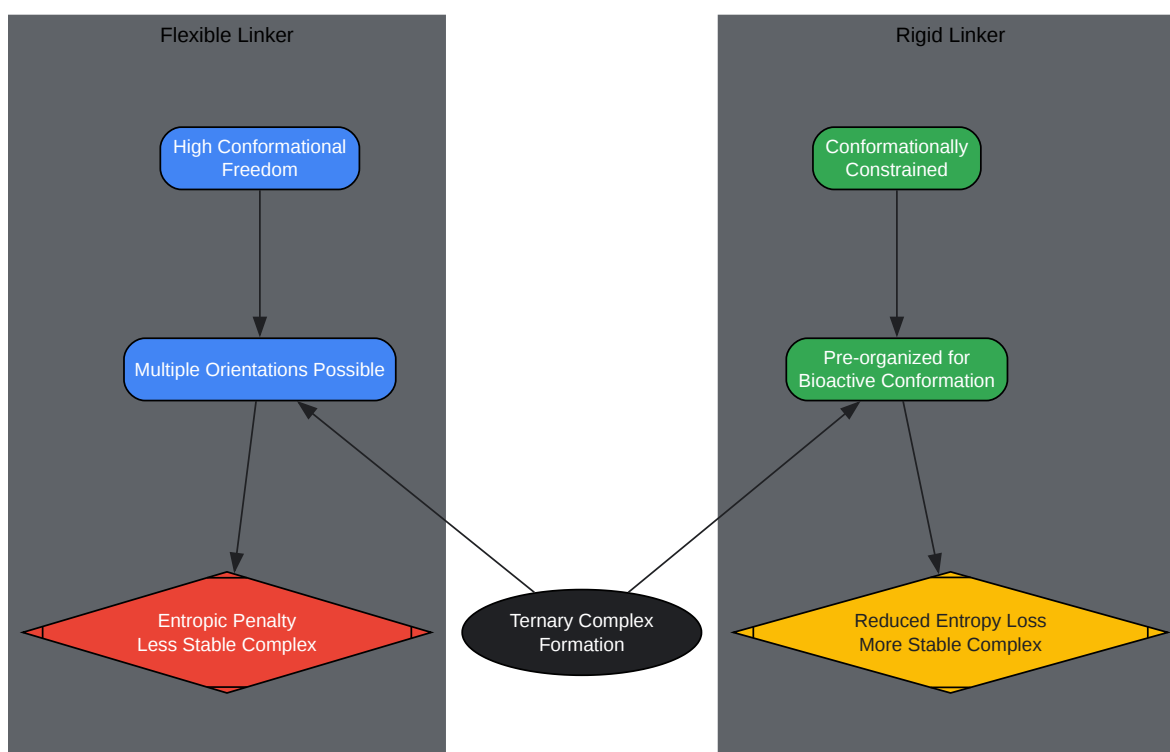 Flexible Linker
High Conformational
Freedom
Multiple Orientations Possible
Entropic Penalty
Less Stable Complex
Ternary Complex
Formation
Rigid Linker
Conformationally
Constrained
Pre-organized for
Bioactive Conformation
Reduced Entropy Loss
More Stable Complex